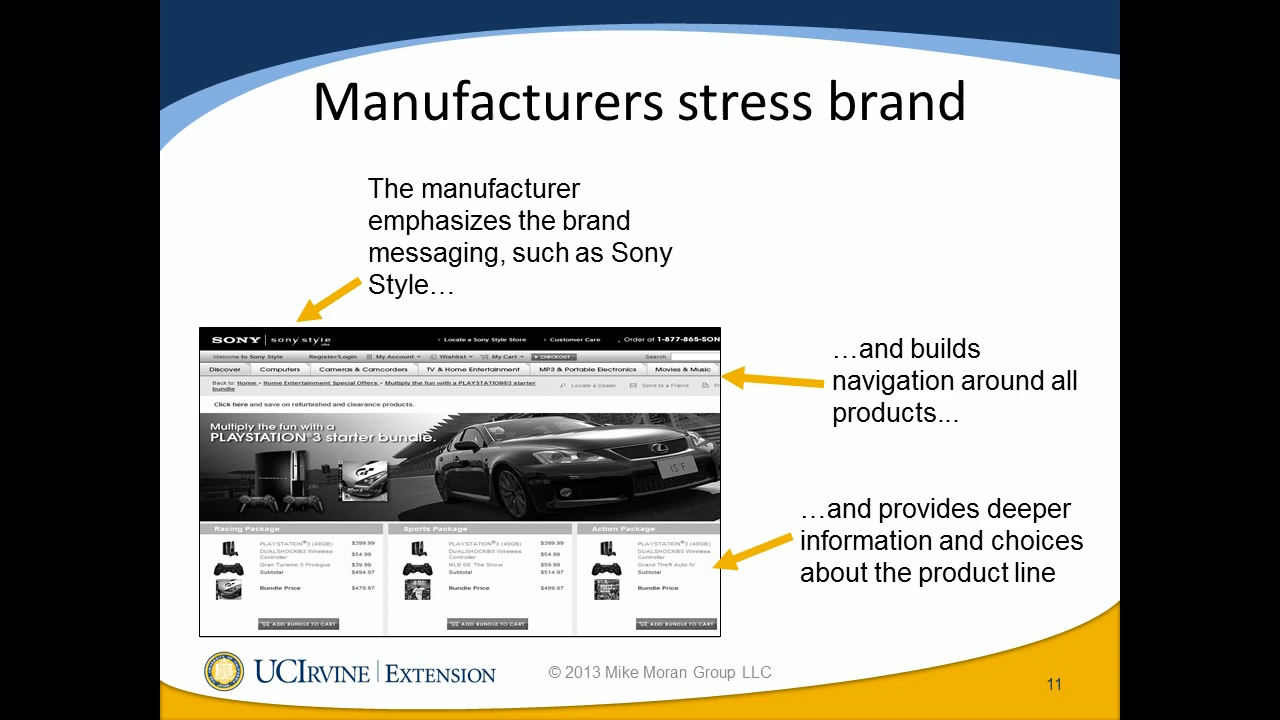 Manufacturers stress brand
The manufacturer
emphasizes the brand
messaging, such as Sony
Style…
SONY | sony style
Locate a Sony Style Store
Customer Care
Order at 1-877-865-SON
Welcome to Sony Style
Register/Login
My Account
Wishlist
My Cart
CHECKOUT
Search
Discover
Computers
Cameras & Camcorders
TV & Home Entertainment
MP3 & Portable Electronics
Movies & Music
Back to: Home - Home Entertainment Special Offers - Multiply the fun with a PLAYSTATION®3 starter
bundle
Locate a Dealer
Send to a Friend
Click here and save on refurbished and clearance products.
Multiply the fun with a
PLAYSTATION®3 starter bundle.
IS F
Racing Package
PLAYSTATION®3 (40GB) $399.99
DUALSHOCK®3 Wireless
Controller $54.99
Gran Turismo 5 Prologue $39.99
Subtotal $494.97
Bundle Price $479.97
ADD BUNDLE TO CART
Sports Package
PLAYSTATION®3 (40GB) $399.99
DUALSHOCK®3 Wireless
Controller $54.99
MLB 08: The Show $59.99
Subtotal $514.97
Bundle Price $499.97
ADD BUNDLE TO CART
Action Package
PLAYSTATION®3 (40GB)
DUALSHOCK®3 Wireless
Controller
Grand Theft Auto IV
Subtotal
Bundle Price
ADD BUNDLE TO CART
…and builds
navigation around all
products...
…and provides deeper
information and choices
about the product line
UCIRVINE | EXTENSION
© 2013 Mike Moran Group LLC
11